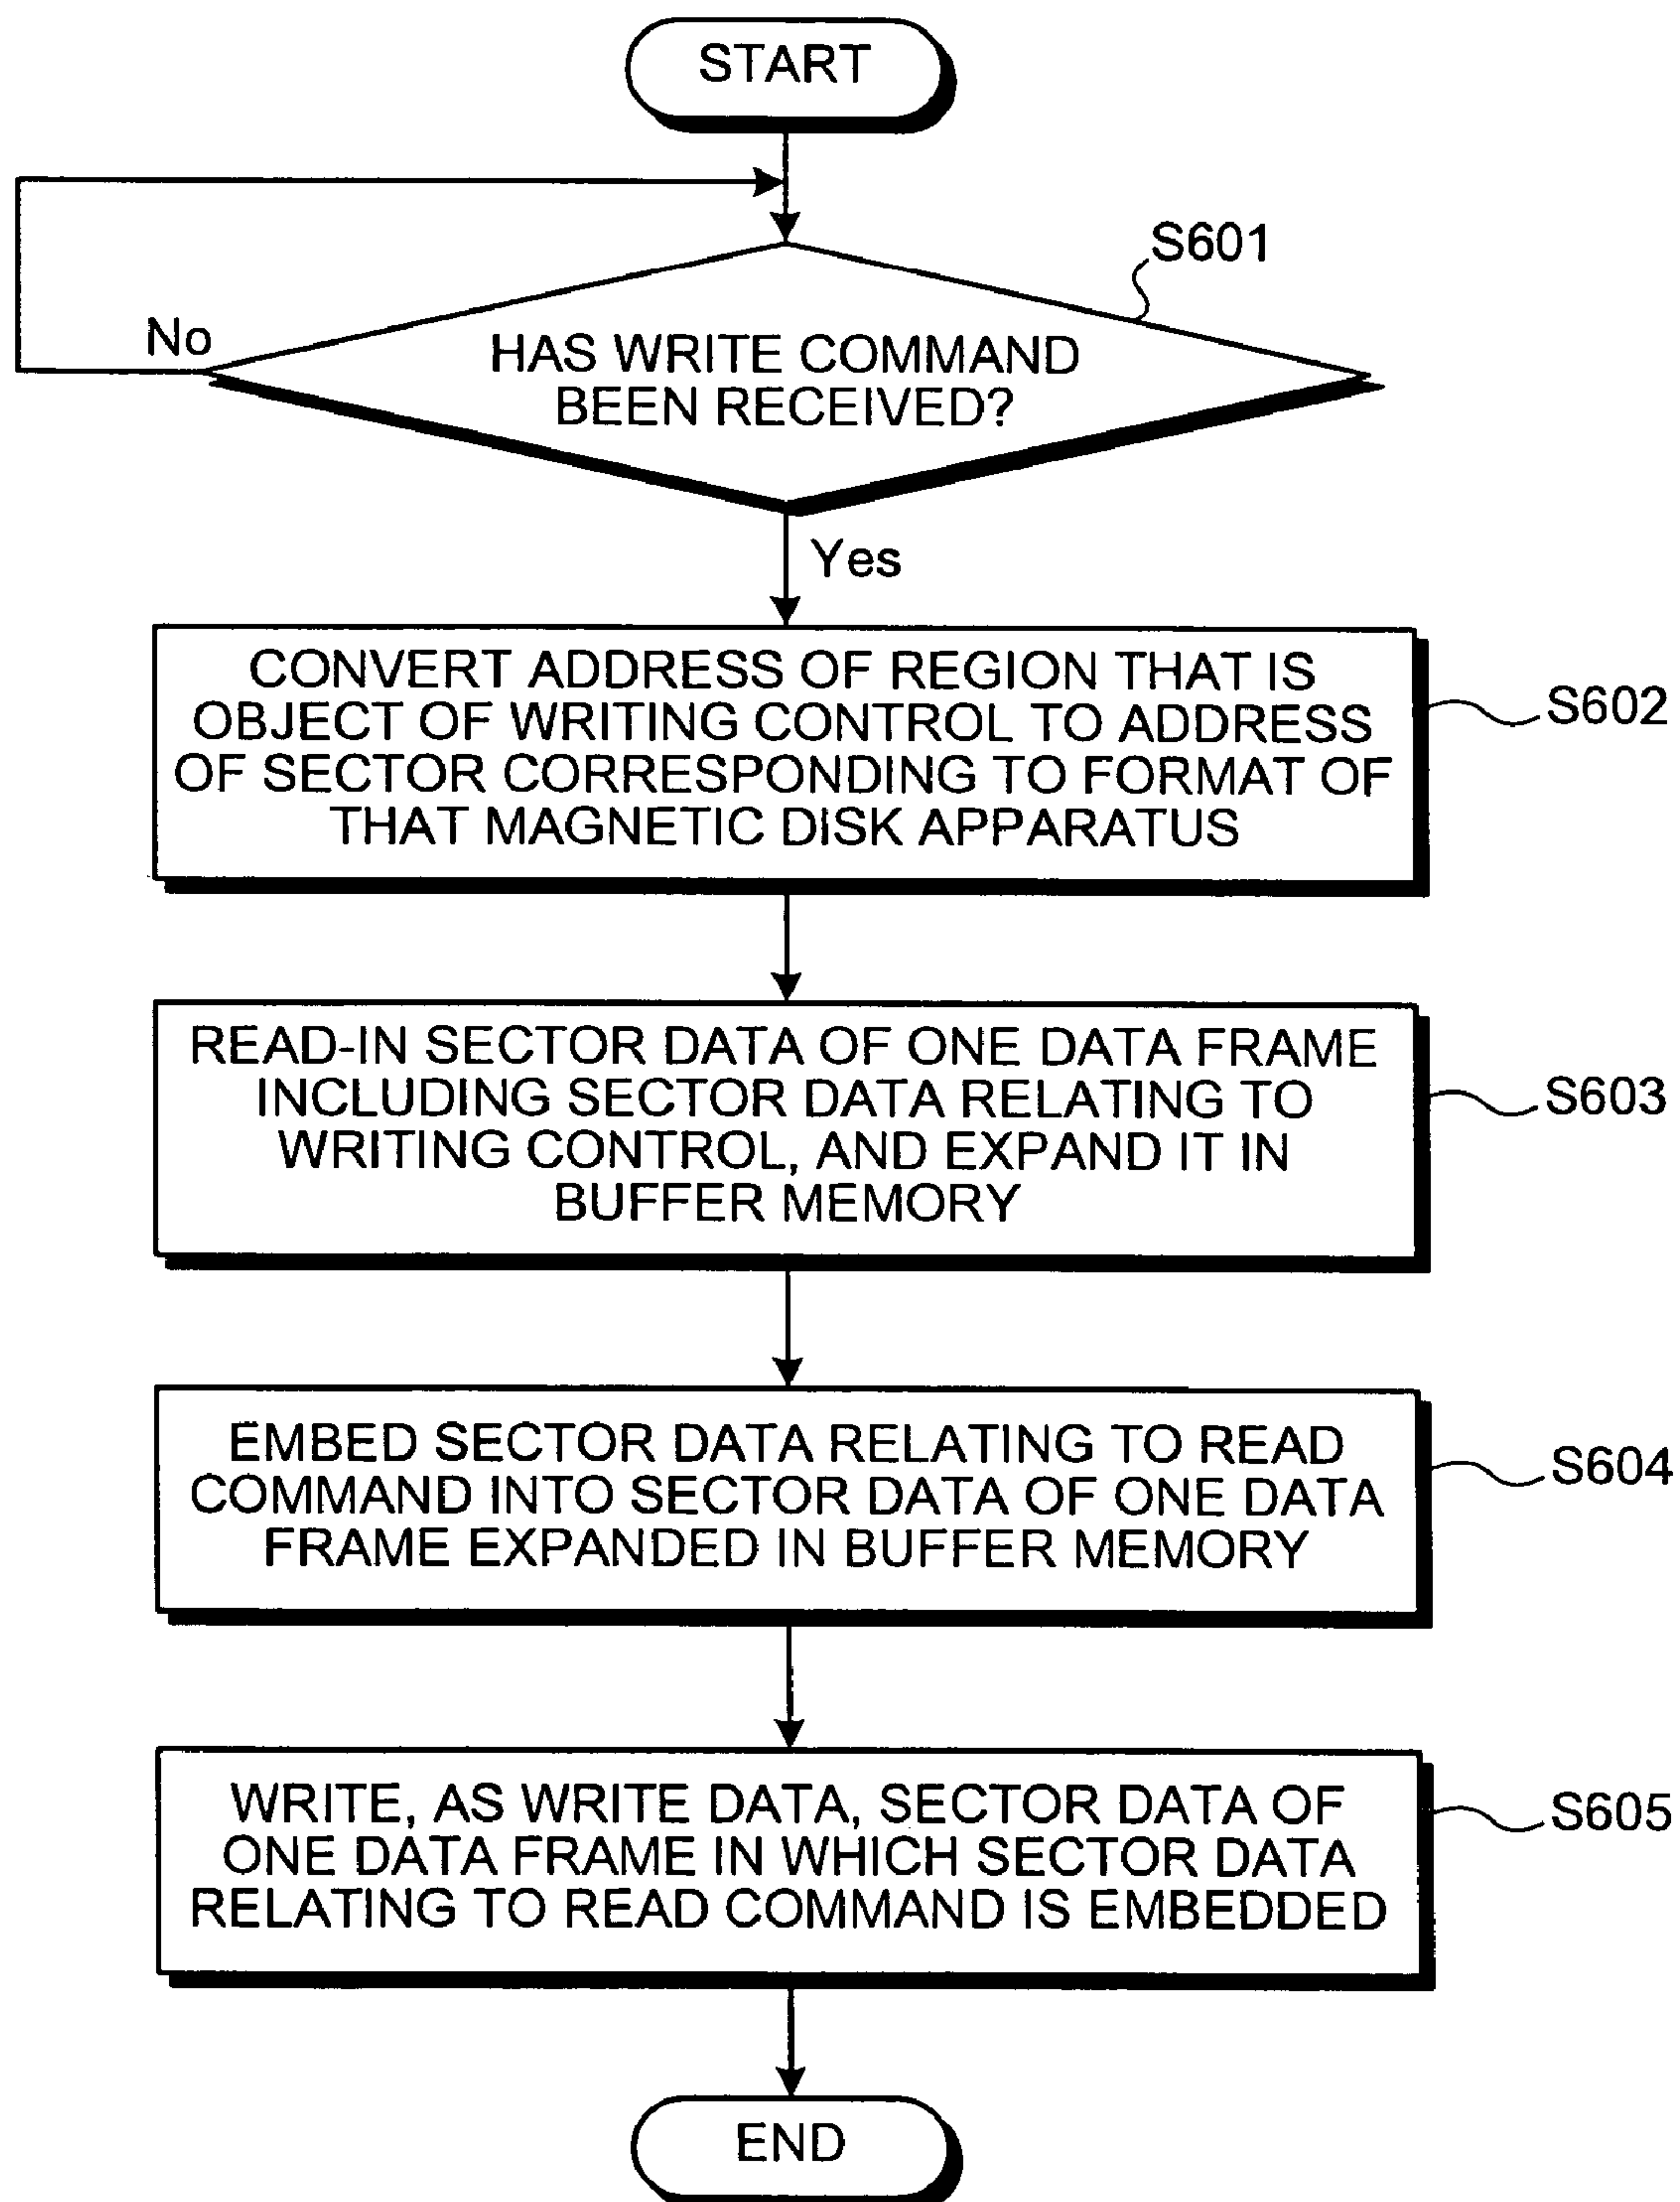 START
S601
No
HAS WRITE COMMAND
BEEN RECEIVED?
Yes
CONVERT ADDRESS OF REGION THAT IS
OBJECT OF WRITING CONTROL TO ADDRESS
OF SECTOR CORRESPONDING TO FORMAT OF
THAT MAGNETIC DISK APPARATUS
S602
READ-IN SECTOR DATA OF ONE DATA FRAME
INCLUDING SECTOR DATA RELATING TO
WRITING CONTROL, AND EXPAND IT IN
BUFFER MEMORY
S603
EMBED SECTOR DATA RELATING TO READ
COMMAND INTO SECTOR DATA OF ONE DATA
FRAME EXPANDED IN BUFFER MEMORY
S604
WRITE, AS WRITE DATA, SECTOR DATA OF
ONE DATA FRAME IN WHICH SECTOR DATA
RELATING TO READ COMMAND IS EMBEDDED
S605
END